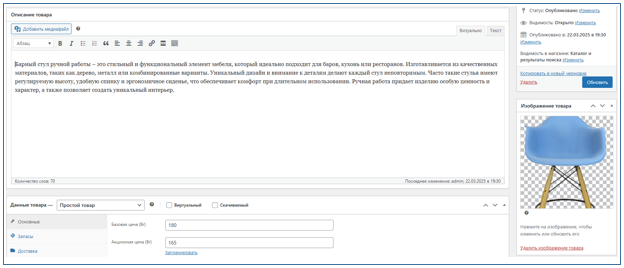 Описание товара
Добавить медиафайл
Визуально Текст
Абзац
Барный стул ручной работы – это стильный и функциональный элемент мебели, который идеально подходит для баров, кухонь или ресторанов. Изготавливается из качественных
материалов, таких как дерево, металл или комбинированные варианты. Уникальный дизайн и внимание к деталям делают каждый стул неповторимым. Часто такие стулья имеют
регулируемую высоту, удобную спинку и эргономичное сиденье, что обеспечивает комфорт при длительном использовании. Ручная работа придает изделию особую ценность и
характер, а также позволяет создать уникальный интерьер.
Количество слов: 70
Последнее изменение: admin, 22.03.2025 в 19:30
Данные товара — Простой товар Виртуальный Скачиваемый
Основные
Запасы
Доставка
Базовая цена (Br) 180
Акционная цена (Br) 165
Запланировать
Статус: Опубликовано Изменить
Видимость: Открыто Изменить
Опубликовано в: 22.03.2025 в 19:30
Изменить
Видимость в магазине: Каталог и
результаты поиска Изменить
Копировать в новый черновик
Удалить
Обновить
Изображение товара
Нажмите на изображение, чтобы
изменить или обновить его
Удалить изображение товара